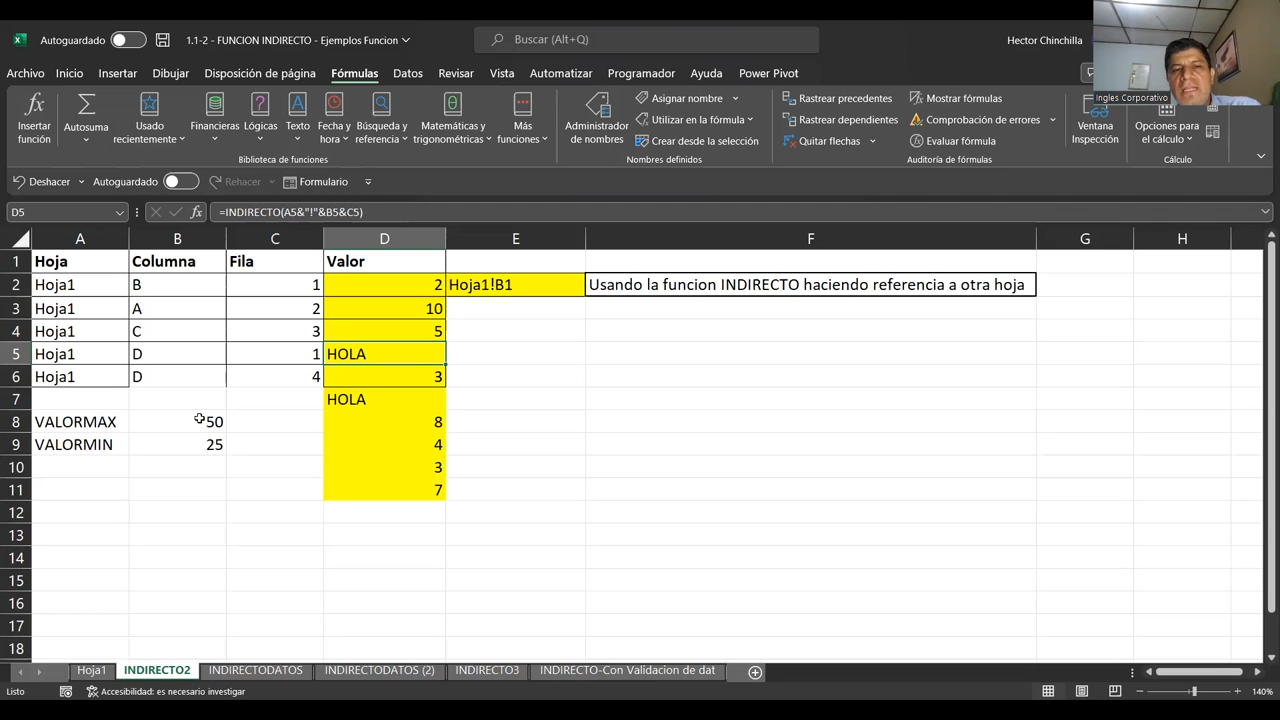 Autoguardado 1.1-2 - FUNCION INDIRECTO - Ejemplos Funcion Buscar (Alt+Q) Hector Chinchilla
Ingles Corporativo
Archivo Inicio Insertar Dibujar Disposición de página Fórmulas Datos Revisar Vista Automatizar Programador Ayuda Power Pivot
Insertar función
Autosuma
Usado recientemente
Financieras
Lógicas
Texto
Fecha y hora
Búsqueda y referencia
Matemáticas y trigonométricas
Más funciones
Biblioteca de funciones
Administrador de nombres
Asignar nombre
Utilizar en la fórmula
Crear desde la selección
Nombres definidos
Rastrear precedentes
Rastrear dependientes
Quitar flechas
Mostrar fórmulas
Comprobación de errores
Evaluar fórmula
Auditoría de fórmulas
Ventana Inspección
Opciones para el cálculo
Cálculo
Deshacer Autoguardado Rehacer Formulario
D5 fx =INDIRECTO(A5&"!"&B5&C5)
A B C D E F G H
1 Hoja Columna Fila Valor
2 Hoja1 B 1 2 Hoja1!B1 Usando la funcion INDIRECTO haciendo referencia a otra hoja
3 Hoja1 A 2 10
4 Hoja1 C 3 5
5 Hoja1 D 1 HOLA
6 Hoja1 D 4 3
7 HOLA
8 VALORMAX 50 8
9 VALORMIN 25 4
10 3
11 7
12
13
14
15
16
17
18
Hoja1 INDIRECTO2 INDIRECTODATOS INDIRECTODATOS (2) INDIRECTO3 INDIRECTO-Con Validacion de dat
Listo Accesibilidad: es necesario investigar 140%